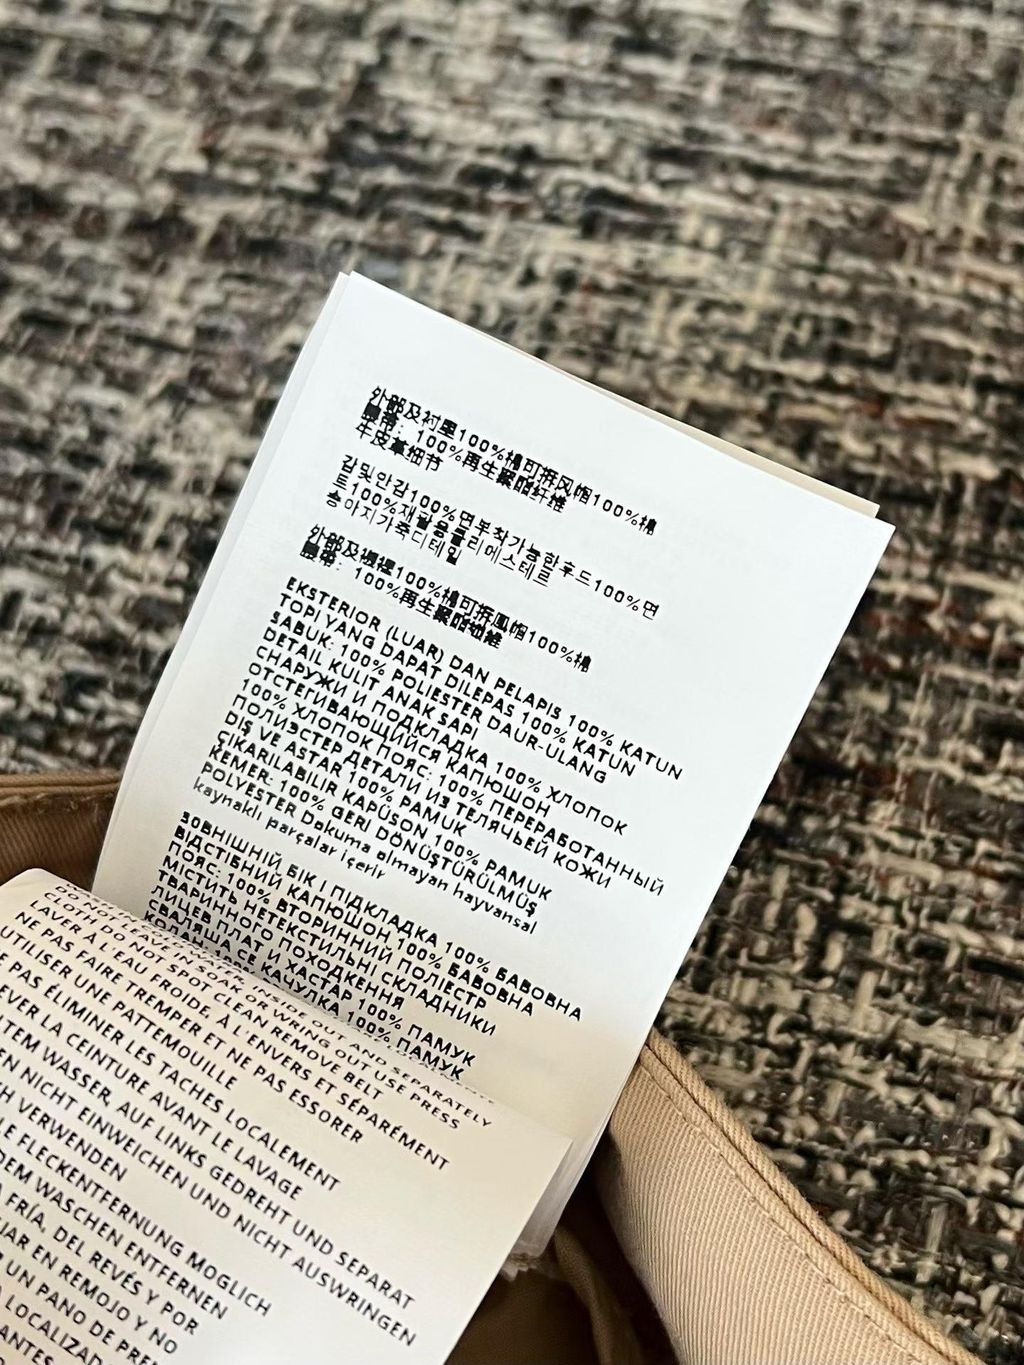 外部及衬里100%棉可拆风帽100%棉
腰带: 100%再生聚酯纤维
牛皮革细节
감및안감100%면부착가능한후드100%면
트100%재활용폴리에스테르
송아지가죽디테일
外部及襯裡100%棉可拆風帽100%棉
腰帶: 100%再生聚酯纖維
EKSTERIOR (LUAR) DAN PELAPIS 100% KATUN
TOPI YANG DAPAT DILEPAS 100% KATUN
SABUK: 100% POLIESTER DAUR-ULANG
DETAIL KULIT ANAK SAPI
СНАРУЖИ И ПОДКЛАДКА 100% ХЛОПОК
ОТСТЕГИВАЮЩИЙСЯ КАПЮШОН
100% ХЛОПОК ПОЯС: 100% ПЕРЕРАБОТАННЫЙ
ПОЛИЭСТЕР ДЕТАЛИ ИЗ ТЕЛЯЧЬЕЙ КОЖИ
DIŞ VE ASTAR 100% PAMUK
ÇIKARILABILIR KAPÜSON 100% PAMUK
KEMER: 100% GERI DÖNÜŞTÜRÜLMÜŞ
POLYESTER Dokuma olmayan hayvansal
kaynaklı parçalar içerir
ЗОВНІШНІЙ БІК І ПІДКЛАДКА 100% БАВОВНА
ВІДСТІБНИЙ КАПЮШОН 100% БАВОВНА
ПОЯС: 100% ВТОРИННИЙ ПОЛІЕСТР
МІСТИТЬ НЕТЕКСТИЛЬНІ СКЛАДНИКИ
ТВАРИННОГО ПОХОДЖЕННЯ
ЛИЦЕВ ПЛАТ И ХАСТАР 100% ПАМУК
СВАЛЯЩА СЕ КАЧУЛКА 100% ПАМУК
INSIDE OUT AND SEPARATELY
DO NOT LEAVE IN SOAK OR WRING OUT USE PRESS
CLOTH DO NOT SPOT CLEAN REMOVE BELT
LAVER À L'EAU FROIDE, À L'ENVERS ET SÉPARÉMENT
NE PAS FAIRE TREMPER ET NE PAS ESSORER
UTILISER UNE PATTEMOUILLE
PAS ÉLIMINER LES TACHES LOCALEMENT
LA CEINTURE AVANT LE LAVAGE
WASSER, AUF LINKS GEDREHT UND SEPARAT
NICHT EINWEICHEN UND NICHT AUSWRINGEN
VERWENDEN
FLECKENTFERNUNG MOGLICH
DEM WASCHEN ENTFERNEN
FRÍA, DEL REVÉS Y POR
EN REMOJO Y NO
UN PANO DE